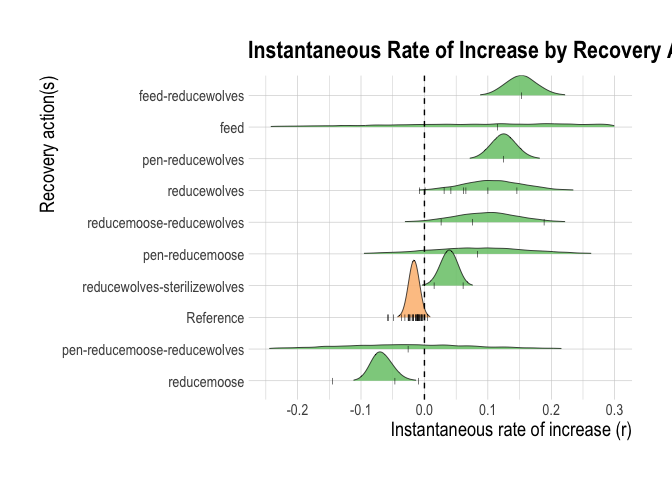 Instantaneous Rate of Increase by Recovery
Recovery action(s)
feed-reducewolves
feed
pen-reducewolves
reducewolves
reducemoose-reducewolves
pen-reducemoose
reducewolves-sterilizewolves
Reference
pen-reducemoose-reducewolves
reducemoose
-0.2 -0.1 0.0 0.1 0.2 0.3
Instantaneous rate of increase (r)